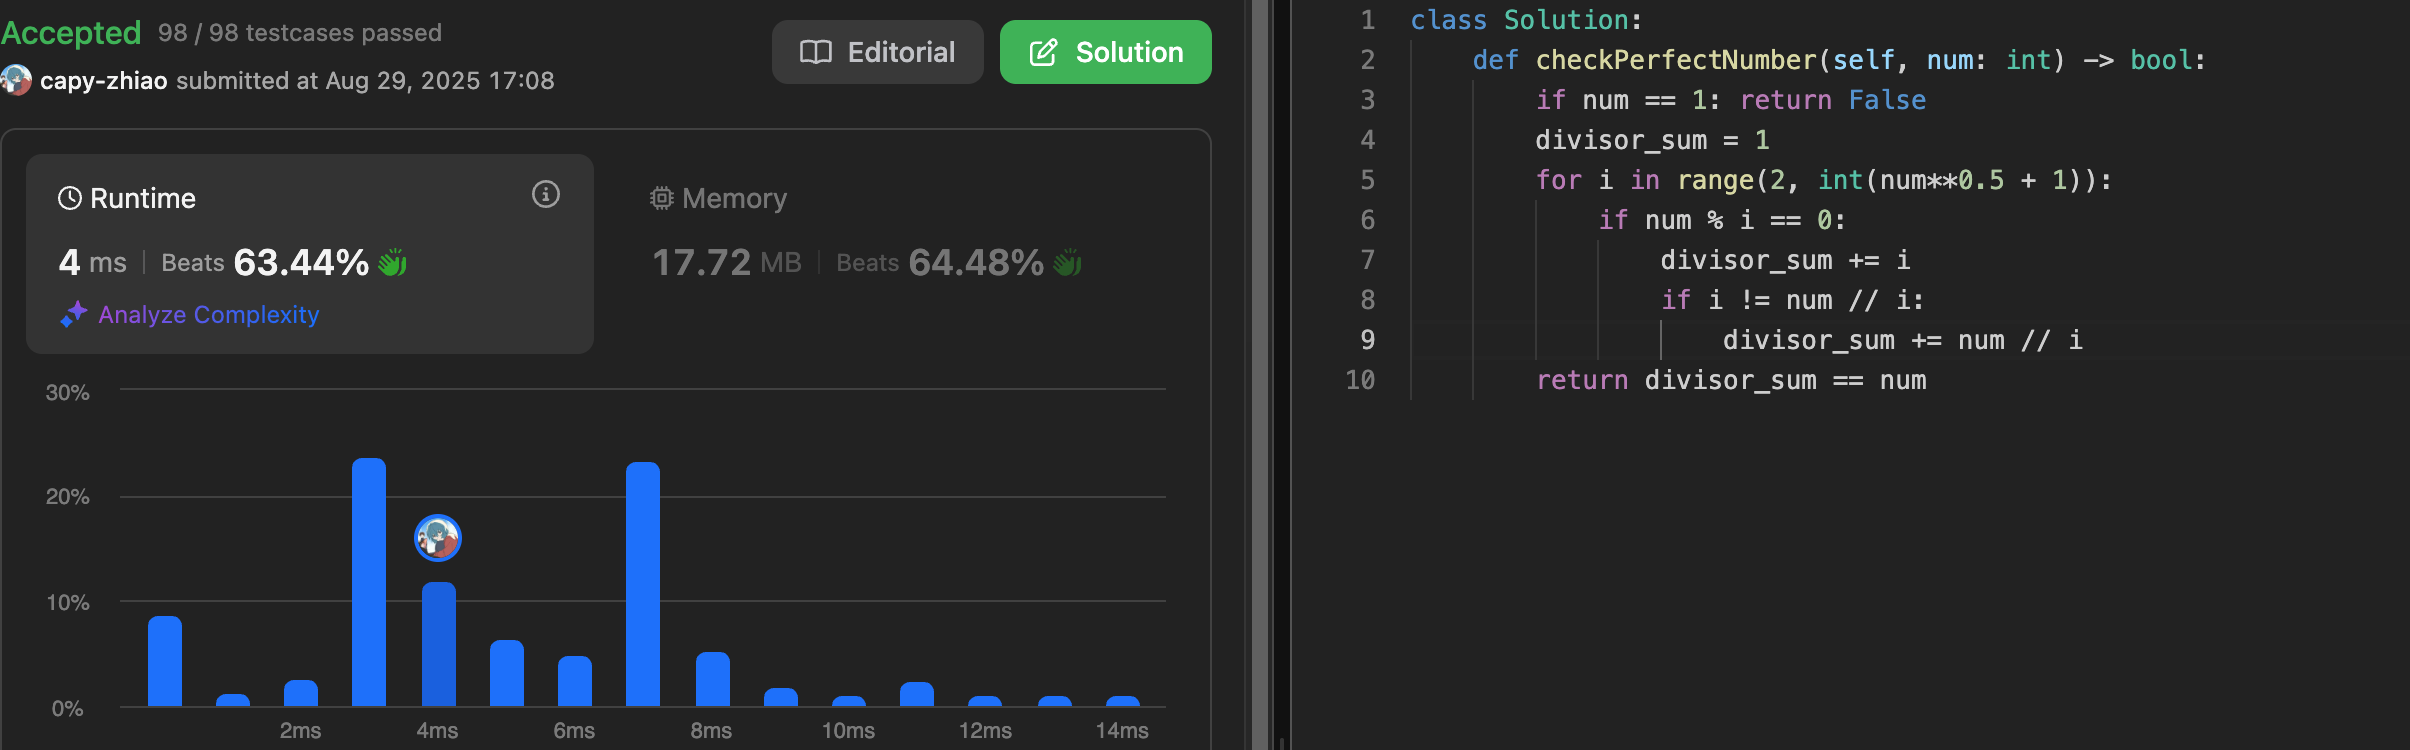 Accepted 98 / 98 testcases passed
capy-zhiao submitted at Aug 29, 2025 17:08
Editorial
Solution
Runtime
4 ms | Beats 63.44%
Analyze Complexity
Memory
17.72 MB | Beats 64.48%
30%
20%
10%
0%
2ms 4ms 6ms 8ms 10ms 12ms 14ms
1 class Solution:
2     def checkPerfectNumber(self, num: int) -> bool:
3         if num == 1: return False
4         divisor_sum = 1
5         for i in range(2, int(num**0.5 + 1)):
6             if num % i == 0:
7                 divisor_sum += i
8                 if i != num // i:
9                     divisor_sum += num // i
10         return divisor_sum == num